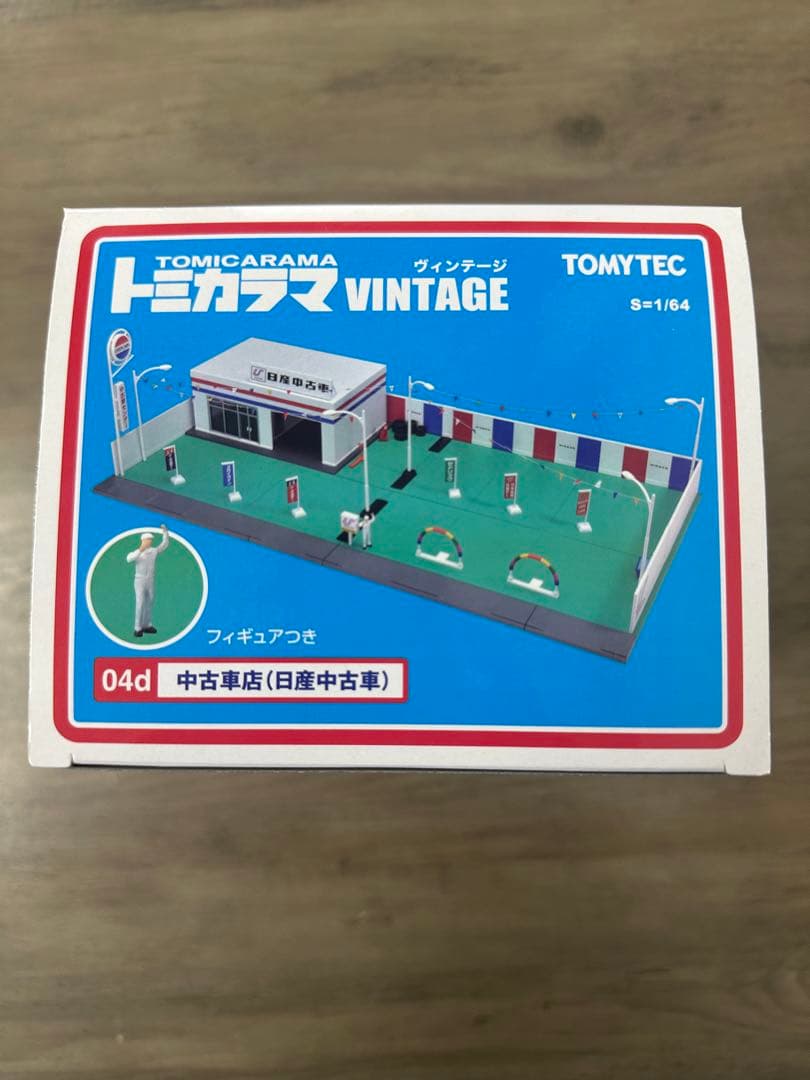 TOMICARAMA
トミカラマ VINTAGE
ヴィンテージ
TOMYTEC
S=1/64
日産中古車
フィギュアつき
04d 中古車店(日産中古車)